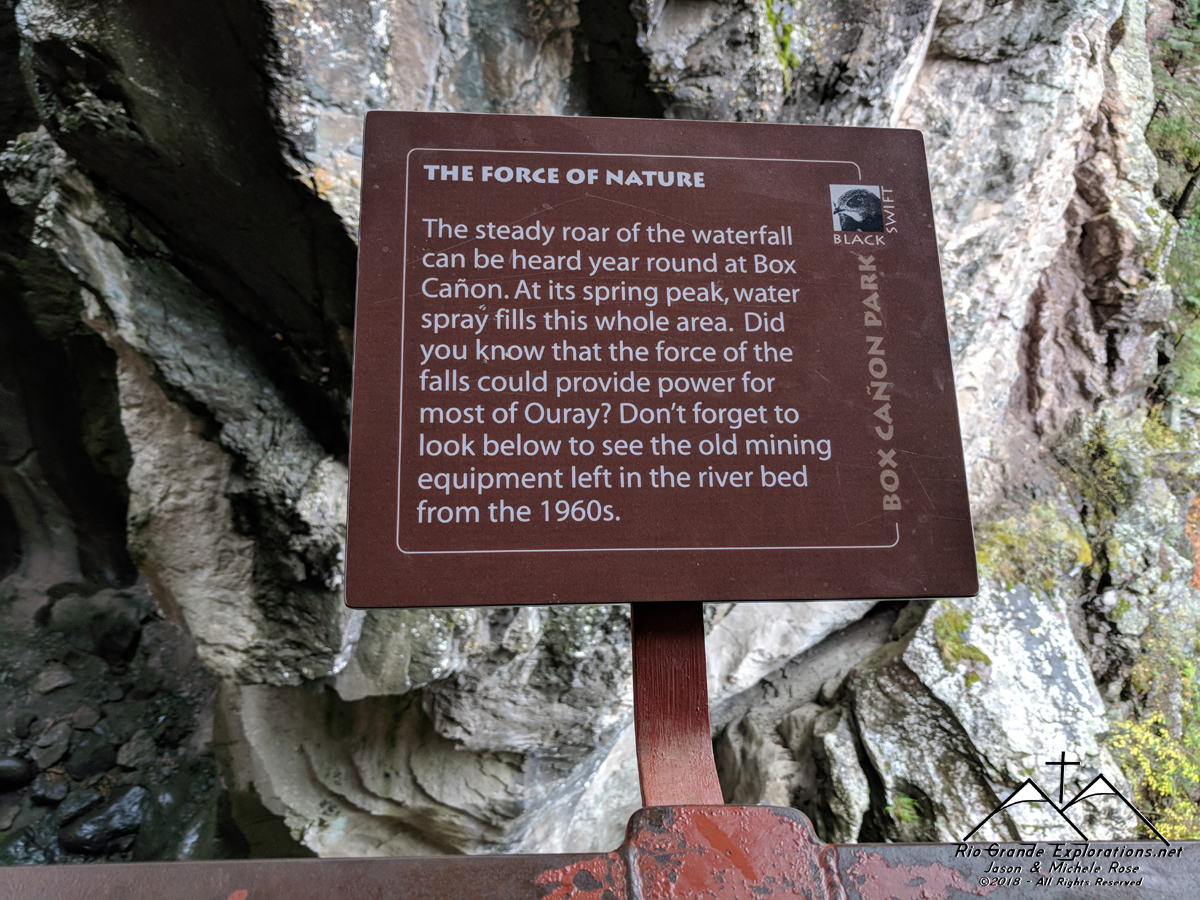 THE FORCE OF NATURE
The steady roar of the waterfall
can be heard year round at Box
Cañon. At its spring peak, water
spray fills this whole area. Did
you know that the force of the
falls could provide power for
most of Ouray? Don't forget to
look below to see the old mining
equipment left in the river bed
from the 1960s.
BLACK SWIFT
BOX CAÑON PARK
Rio Grande Explorations.net
Jason & Michele Rose
©2018 - All Rights Reserved